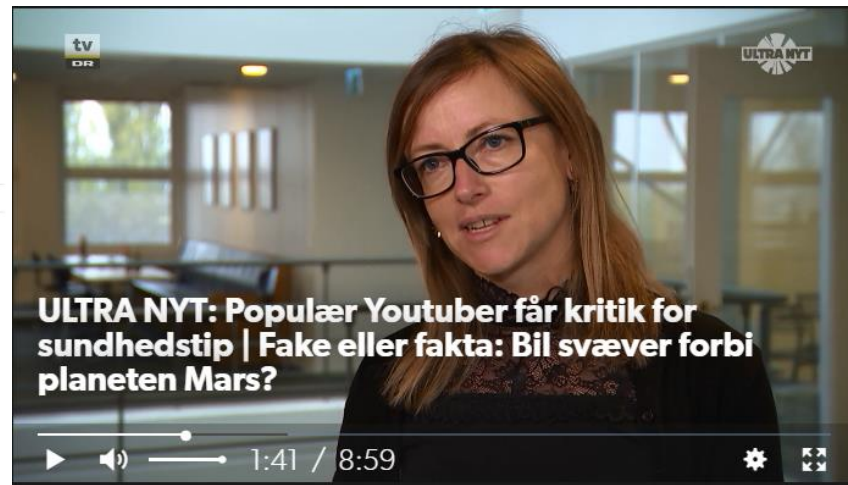 tv
DR
ULTRA NYT
ULTRA NYT: Populær Youtuber får kritik for
sundhedstip | Fake eller fakta: Bil svæver forbi
planeten Mars?
1:41 / 8:59